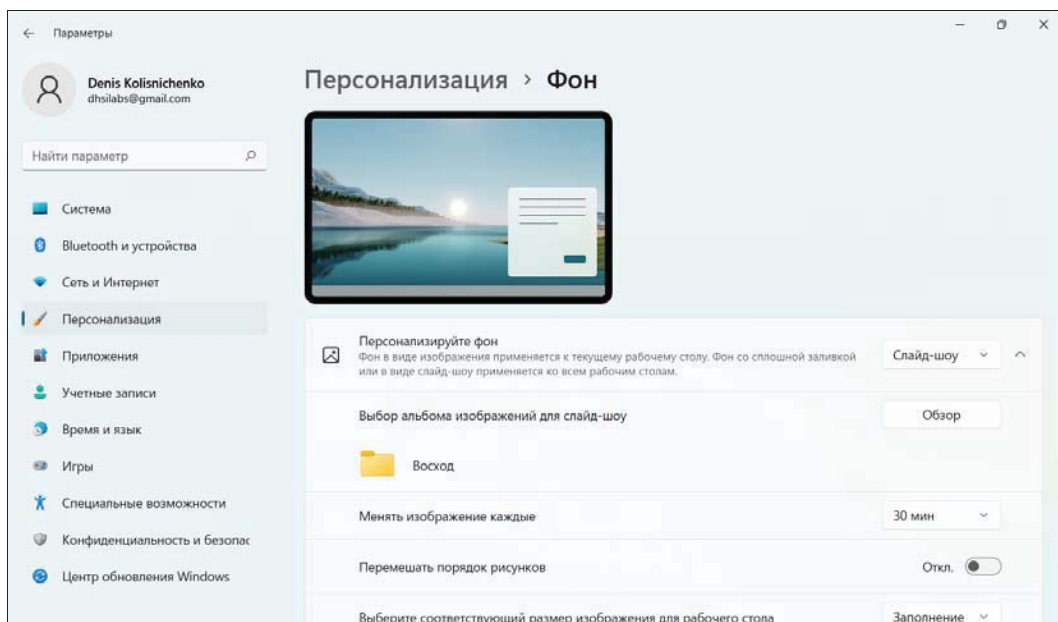 Параметры
Denis Kolisnichenko
dhsilabs@gmail.com
Найти параметр
Система
Bluetooth и устройства
Сеть и Интернет
Персонализация
Приложения
Учетные записи
Время и язык
Игры
Специальные возможности
Конфиденциальность и безопас
Центр обновления Windows
Персонализация > Фон
Персонализируйте фон
Фон в виде изображения применяется к текущему рабочему столу. Фон со сплошной заливкой
или в виде слайд-шоу применяется ко всем рабочим столам.
Слайд-шоу
Выбор альбома изображений для слайд-шоу
Обзор
Восход
Менять изображение каждые
30 мин
Перемешать порядок рисунков
Откл.
Выберите соответствующий размер изображения для рабочего стола
Заполнение